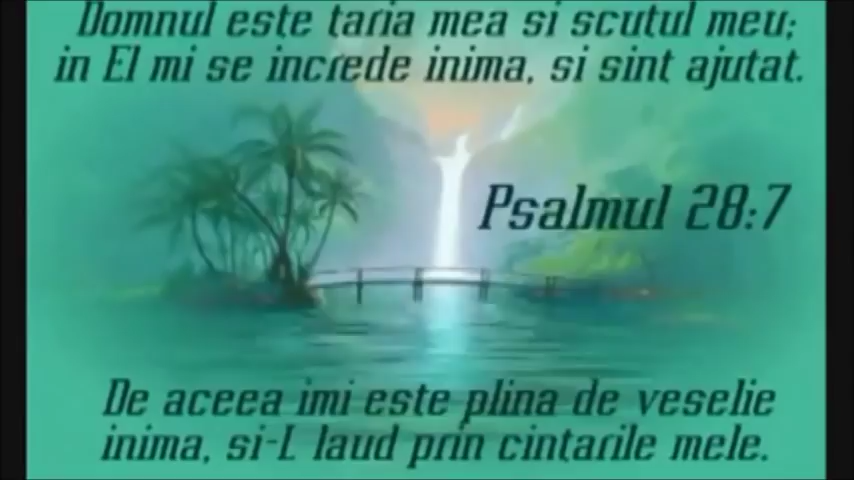 Domnul este taria mea si scutul meu;
in El mi se increde inima, si sint ajutat.
Psalmul 28:7
De aceea imi este plina de veselie
inima, si-L laud prin cintarile mele.